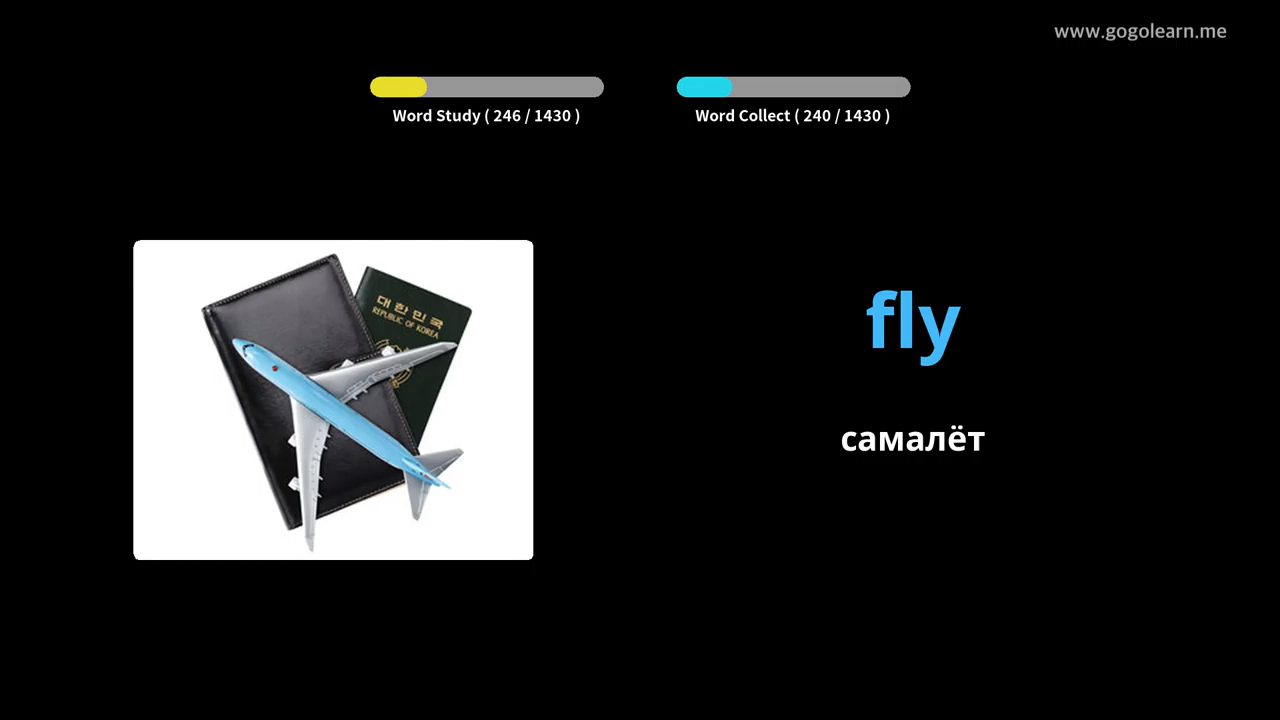 www.gogolearn.me
Word Study ( 246 / 1430 )
Word Collect ( 240 / 1430 )
대한민국
REPUBLIC OF KOREA
fly
самалёт